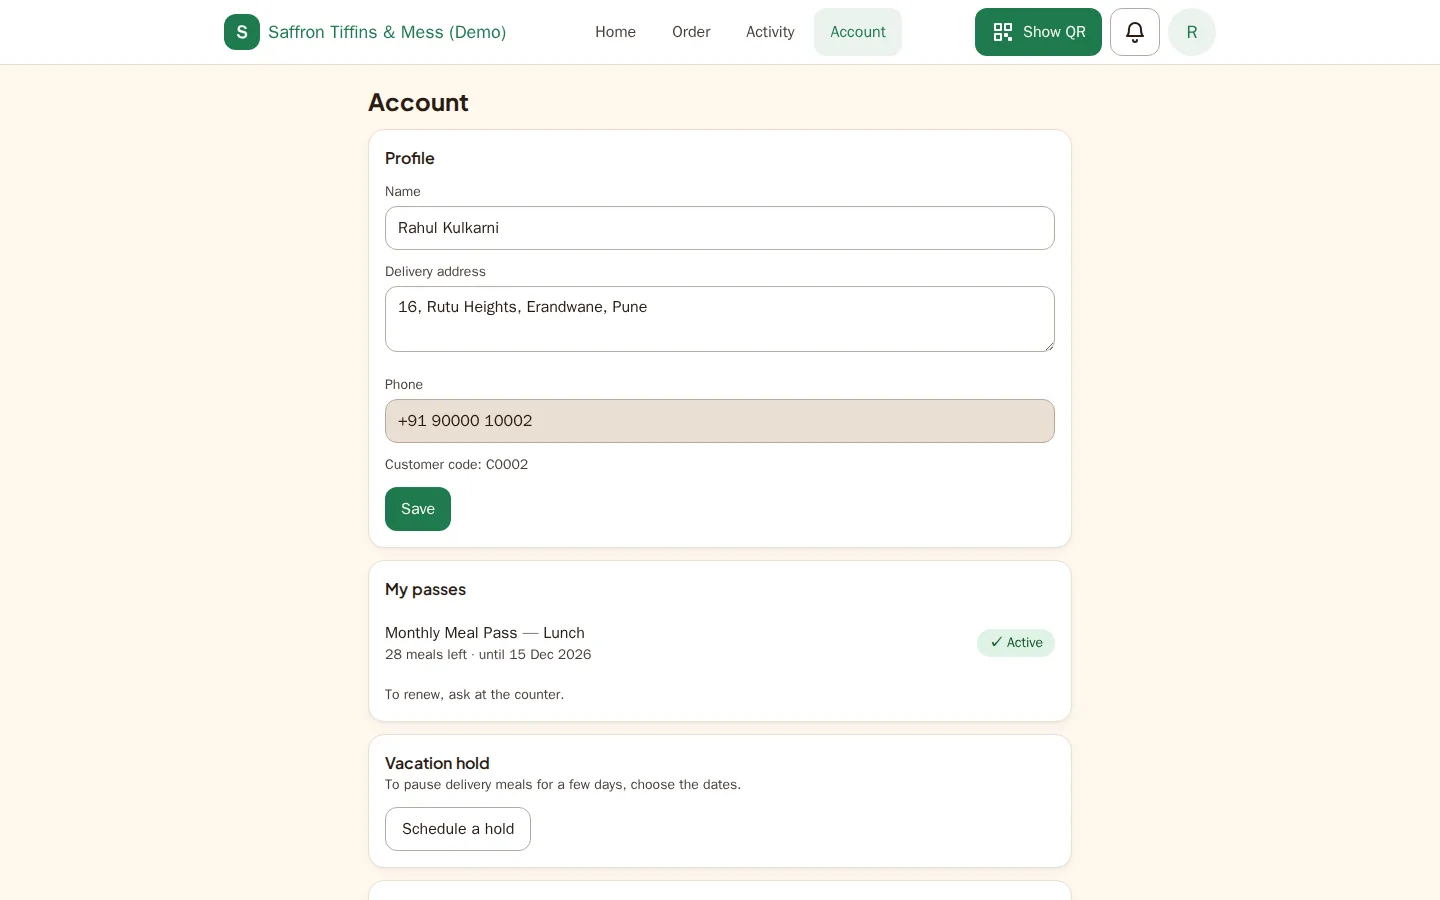 S Saffron Tiffins & Mess (Demo) Home Order Activity Account Show QR R
Account
Profile
Name
Rahul Kulkarni
Delivery address
16, Rutu Heights, Erandwane, Pune
Phone
+91 90000 10002
Customer code: C0002
Save
My passes
Monthly Meal Pass — Lunch
28 meals left · until 15 Dec 2026
✓ Active
To renew, ask at the counter.
Vacation hold
To pause delivery meals for a few days, choose the dates.
Schedule a hold